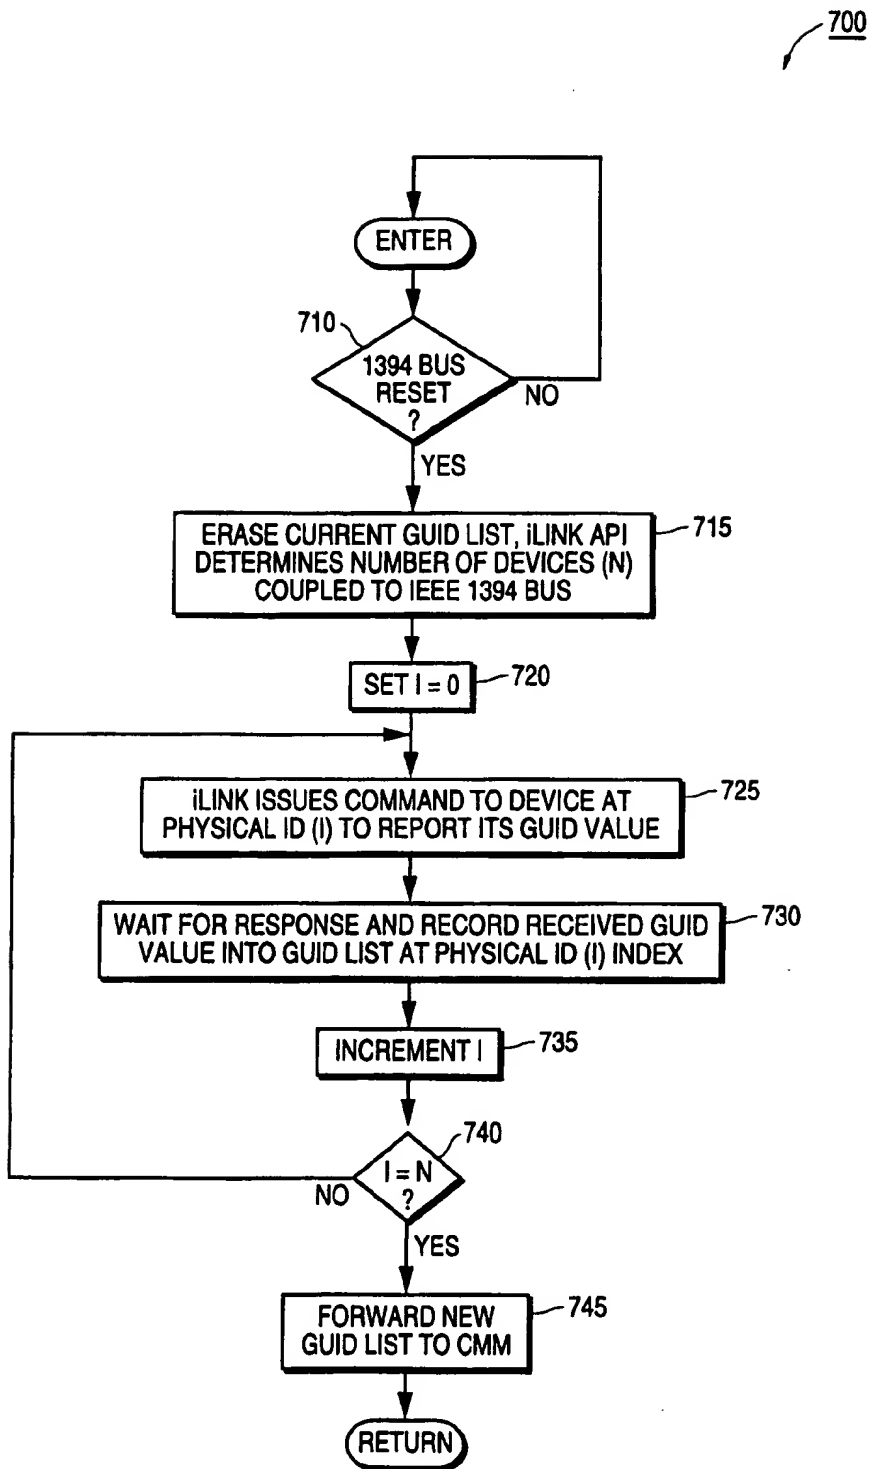 700
ENTER
710
1394 BUS
RESET
?
NO
YES
ERASE CURRENT GUID LIST, iLINK API
DETERMINES NUMBER OF DEVICES (N)
COUPLED TO IEEE 1394 BUS
715
SET I = 0
720
iLINK ISSUES COMMAND TO DEVICE AT
PHYSICAL ID (I) TO REPORT ITS GUID VALUE
725
WAIT FOR RESPONSE AND RECORD RECEIVED GUID
VALUE INTO GUID LIST AT PHYSICAL ID (I) INDEX
730
INCREMENT I
735
740
I = N
?
NO
YES
FORWARD NEW
GUID LIST TO CMM
745
RETURN